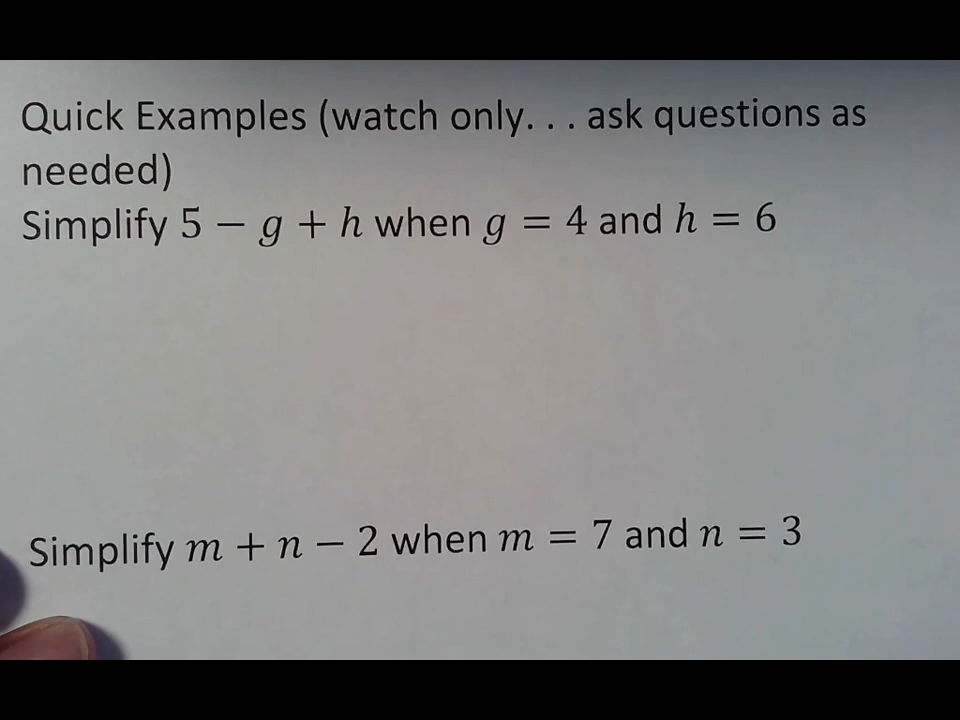 Quick Examples (watch only. . . ask questions as
needed)
Simplify 5 − g + h when g = 4 and h = 6
Simplify m + n − 2 when m = 7 and n = 3